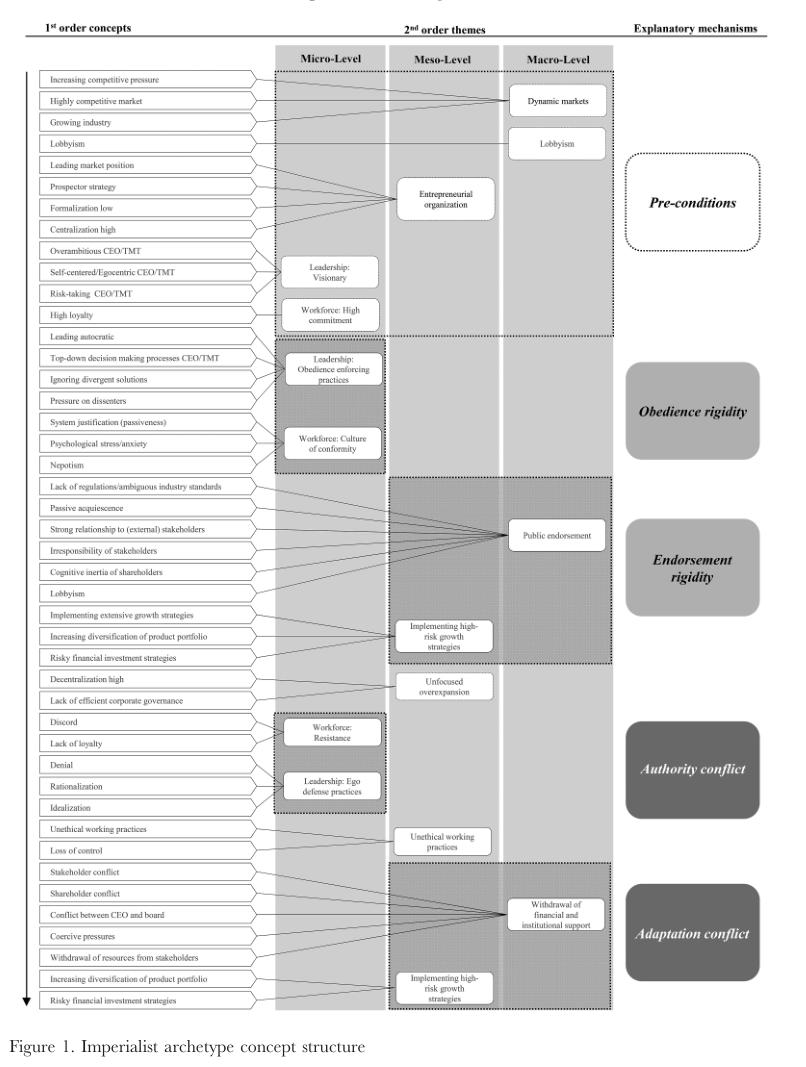 1st order concepts
2nd order themes
Explanatory mechanisms
Micro-Level
Meso-Level
Macro-Level
Increasing competitive pressure
Highly competitive market
Growing industry
Dynamic markets
Lobbyism
Lobbyism
Leading market position
Prospector strategy
Formalization low
Centralization high
Entrepreneurial
organization
Pre-conditions
Overambitious CEO/TMT
Self-centered/Egocentric CEO/TMT
Risk-taking CEO/TMT
Leadership:
Visionary
High loyalty
Workforce: High
commitment
Leading autocratic
Top-down decision making processes CEO/TMT
Ignoring divergent solutions
Pressure on dissenters
Leadership:
Obedience enforcing
practices
System justification (passiveness)
Psychological stress/anxiety
Nepotism
Workforce: Culture
of conformity
Obedience rigidity
Lack of regulations/ambiguous industry standards
Passive acquiescence
Strong relationship to (external) stakeholders
Irresponsibility of stakeholders
Cognitive inertia of shareholders
Lobbyism
Public endorsement
Implementing extensive growth strategies
Increasing diversification of product portfolio
Risky financial investment strategies
Implementing high-
risk growth
strategies
Endorsement
rigidity
Decentralization high
Lack of efficient corporate governance
Unfocused
overexpansion
Discord
Lack of loyalty
Workforce:
Resistance
Denial
Rationalization
Idealization
Leadership: Ego
defense practices
Authority conflict
Unethical working practices
Loss of control
Unethical working
practices
Stakeholder conflict
Shareholder conflict
Conflict between CEO and board
Coercive pressures
Withdrawal of resources from stakeholders
Withdrawal of
financial and
institutional support
Increasing diversification of product portfolio
Risky financial investment strategies
Implementing high-
risk growth
strategies
Adaptation conflict
Figure 1. Imperialist archetype concept structure